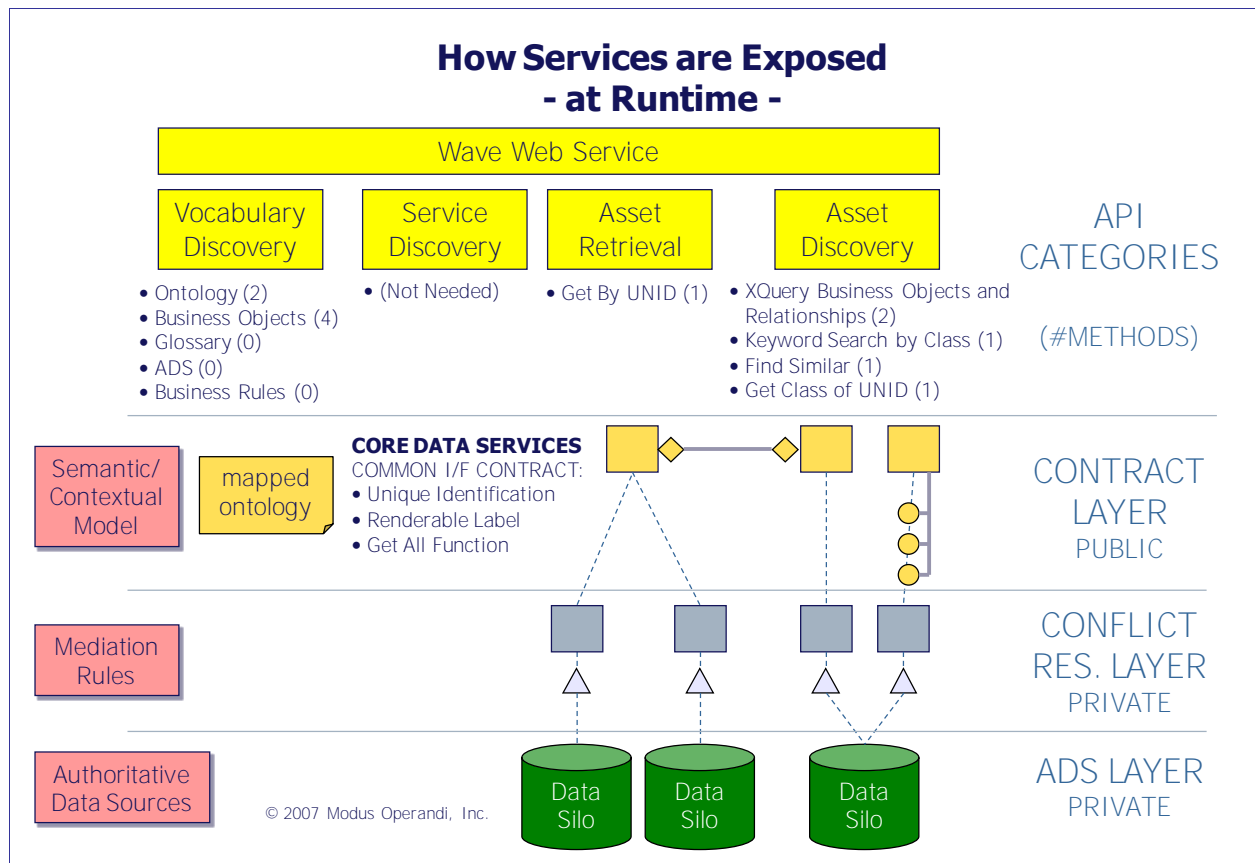 How Services are Exposed
- at Runtime -
Wave Web Service
Vocabulary
Discovery
Service
Discovery
Asset
Retrieval
Asset
Discovery
API
CATEGORIES
(#METHODS)
• Ontology (2)
• Business Objects (4)
• Glossary (0)
• ADS (0)
• Business Rules (0)
• (Not Needed)
• Get By UNID (1)
• XQuery Business Objects and
Relationships (2)
• Keyword Search by Class (1)
• Find Similar (1)
• Get Class of UNID (1)
Semantic/
Contextual
Model
mapped
ontology
CORE DATA SERVICES
COMMON I/F CONTRACT:
• Unique Identification
• Renderable Label
• Get All Function
CONTRACT
LAYER
PUBLIC
Mediation
Rules
CONFLICT
RES. LAYER
PRIVATE
Authoritative
Data Sources
© 2007 Modus Operandi, Inc.
Data
Silo
Data
Silo
Data
Silo
ADS LAYER
PRIVATE